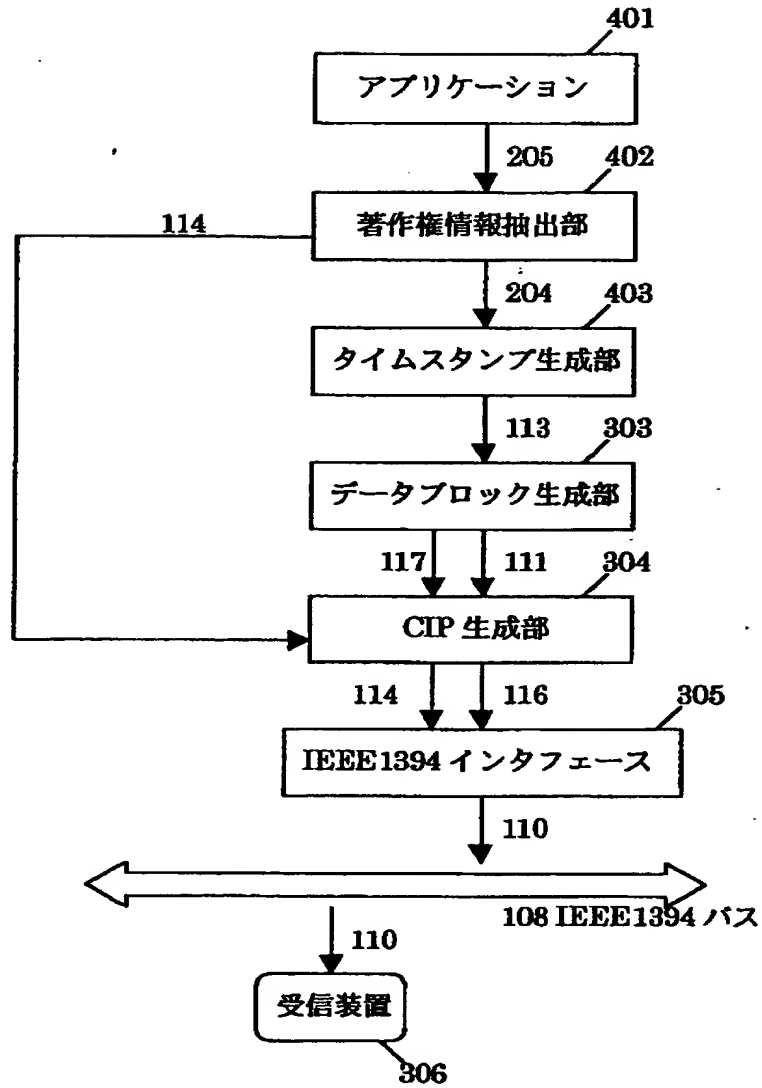 401
アプリケーション
205
402
114
著作権情報抽出部
204
403
タイムスタンプ生成部
113
303
データブロック生成部
117
111
304
CIP 生成部
114
116
305
IEEE1394 インタフェース
110
108 IEEE1394 バス
110
受信装置
306